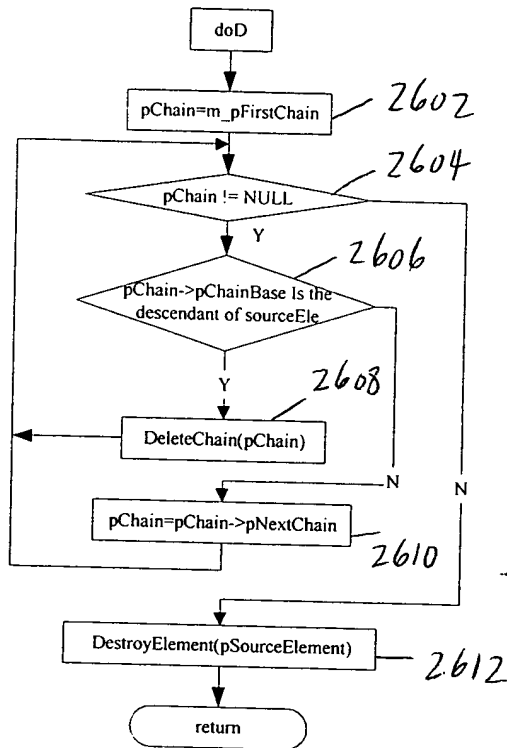 doD
pChain=m_pFirstChain
2602
2604
pChain != NULL
Y
2606
pChain->pChainBase Is the
descendant of sourceEle
Y
2608
DeleteChain(pChain)
N
N
pChain=pChain->pNextChain
2610
DestroyElement(pSourceElement)
2612
return